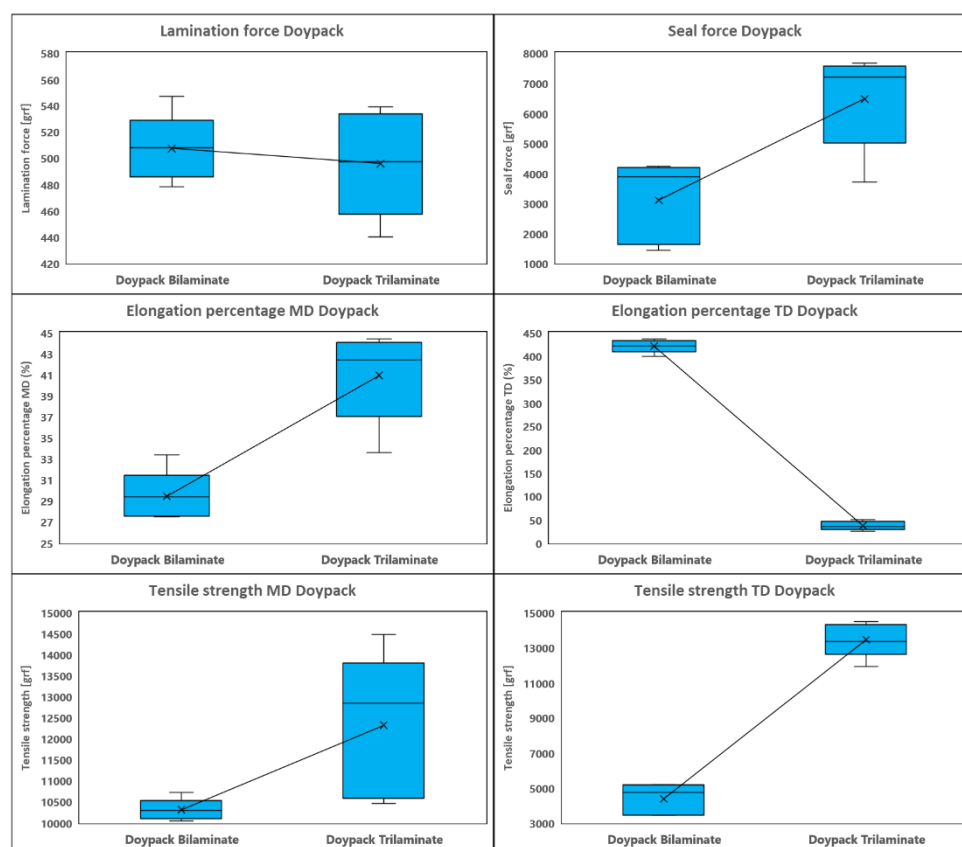 Lamination force Doypack
Lamination force [grf]
580
560
540
520
500
480
460
440
420
Doypack Bilaminate
Doypack Trilaminate
Seal force Doypack
Seal force [grf]
8000
7000
6000
5000
4000
3000
2000
1000
Doypack Bilaminate
Doypack Trilaminate
Elongation percentage MD Doypack
Elongation percentage MD (%)
45
43
41
39
37
35
33
31
29
27
25
Doypack Bilaminate
Doypack Trilaminate
Elongation percentage TD Doypack
Elongation percentage TD (%)
450
400
350
300
250
200
150
100
50
0
Doypack Bilaminate
Doypack Trilaminate
Tensile strength MD Doypack
Tensile strength [grf]
15000
14500
14000
13500
13000
12500
12000
11500
11000
10500
10000
Doypack Bilaminate
Doypack Trilaminate
Tensile strength TD Doypack
Tensile strength [grf]
15000
13000
11000
9000
7000
5000
3000
Doypack Bilaminate
Doypack Trilaminate